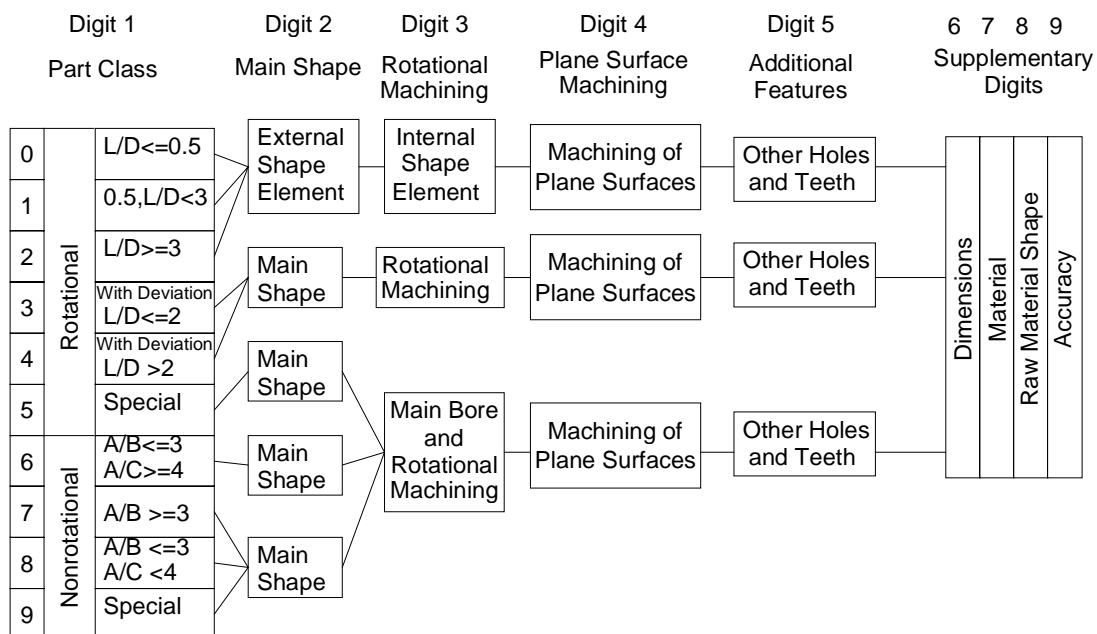 Digit 1
Digit 2
Digit 3
Digit 4
Digit 5
6 7 8 9
Part Class
Main Shape
Rotational
Machining
Plane Surface
Machining
Additional
Features
Supplementary
Digits
0
1
2
3
4
5
6
7
8
9
Rotational
Nonrotational
L/D<=0.5
0.5,L/D<3
L/D>=3
With Deviation
L/D<=2
With Deviation
L/D >2
Special
A/B<=3
A/C>=4
A/B >=3
A/B <=3
A/C <4
Special
External
Shape
Element
Internal
Shape
Element
Machining of
Plane Surfaces
Other Holes
and Teeth
Main
Shape
Rotational
Machining
Machining of
Plane Surfaces
Other Holes
and Teeth
Main
Shape
Main
Shape
Main
Shape
Main Bore
and
Rotational
Machining
Machining of
Plane Surfaces
Other Holes
and Teeth
Dimensions
Material
Raw Material Shape
Accuracy